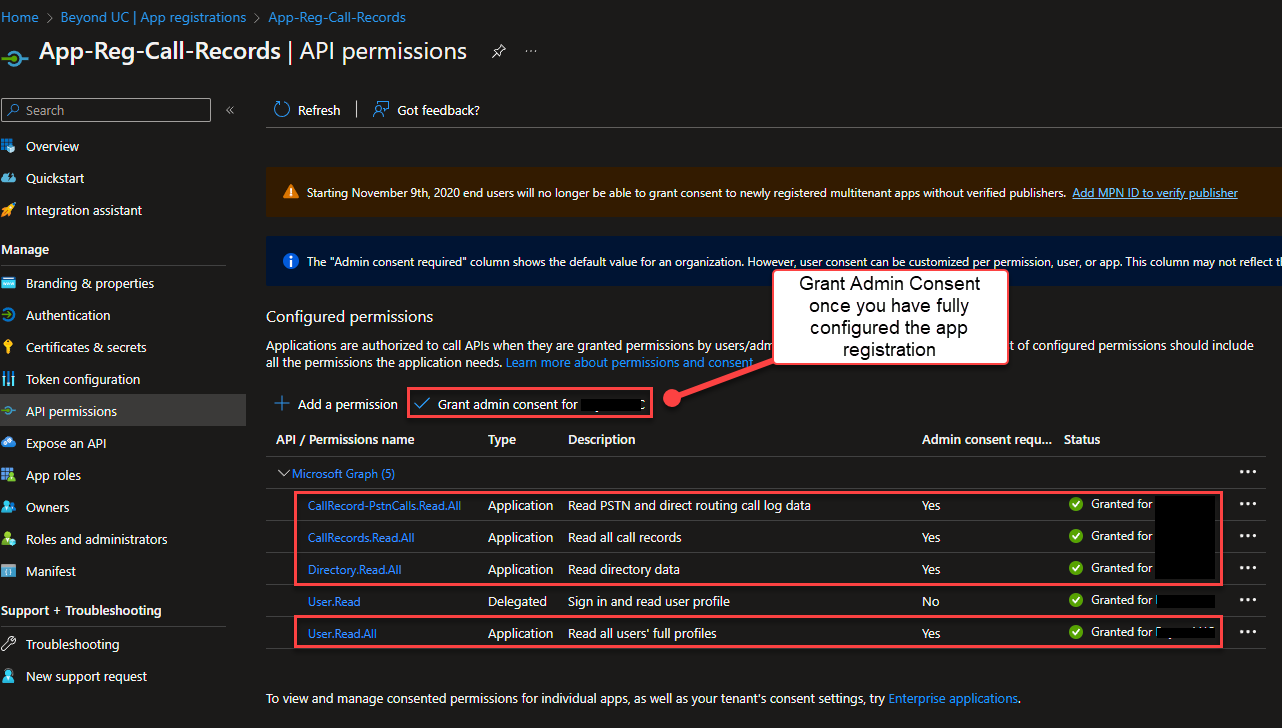 Home > Beyond UC | App registrations > App-Reg-Call-Records
App-Reg-Call-Records | API permissions
Search
Refresh
Got feedback?
Overview
Quickstart
Integration assistant
Manage
Branding & properties
Authentication
Certificates & secrets
Token configuration
API permissions
Expose an API
App roles
Owners
Roles and administrators
Manifest
Support + Troubleshooting
Troubleshooting
New support request
Starting November 9th, 2020 end users will no longer be able to grant consent to newly registered multitenant apps without verified publishers. Add MPN ID to verify publisher
The "Admin consent required" column shows the default value for an organization. However, user consent can be customized per permission, user, or app. This column may not reflect
Grant Admin Consent
once you have fully
configured the app
registration
Configured permissions
Applications are authorized to call APIs when they are granted permissions by of configured permissions should include
all the permissions the application needs. Learn more about permissions and consent
Add a permission
Grant admin consent for
API / Permissions name Type Description Admin consent requ... Status
Microsoft Graph (5)
CallRecord-PstnCalls.Read.All Application Read PSTN and direct routing call log data Yes Granted for
CallRecords.Read.All Application Read all call records Yes Granted for
Directory.Read.All Application Read directory data Yes Granted for
User.Read Delegated Sign in and read user profile No Granted for
User.Read.All Application Read all users' full profiles Yes Granted for
To view and manage consented permissions for individual apps, as well as your tenant's consent settings, try Enterprise applications.